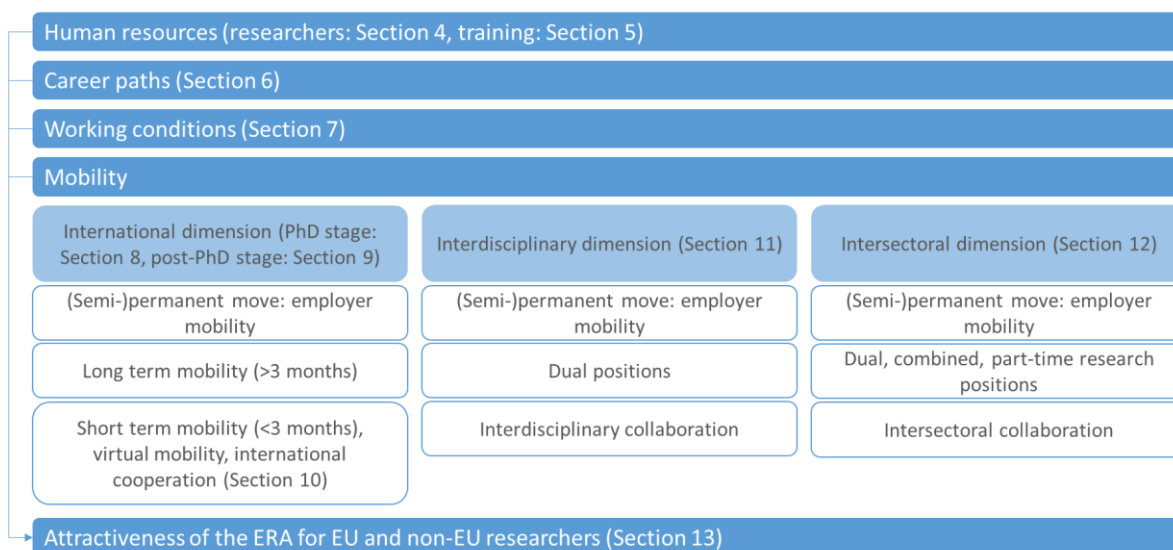 Human resources (researchers: Section 4, training: Section 5)
Career paths (Section 6)
Working conditions (Section 7)
Mobility
International dimension (PhD stage:
Section 8, post-PhD stage: Section 9)
(Semi-)permanent move: employer
mobility
Long term mobility (>3 months)
Short term mobility (<3 months),
virtual mobility, international
cooperation (Section 10)
Interdisciplinary dimension (Section 11)
(Semi-)permanent move: employer
mobility
Dual positions
Interdisciplinary collaboration
Intersectoral dimension (Section 12)
(Semi-)permanent move: employer
mobility
Dual, combined, part-time research
positions
Intersectoral collaboration
Attractiveness of the ERA for EU and non-EU researchers (Section 13)